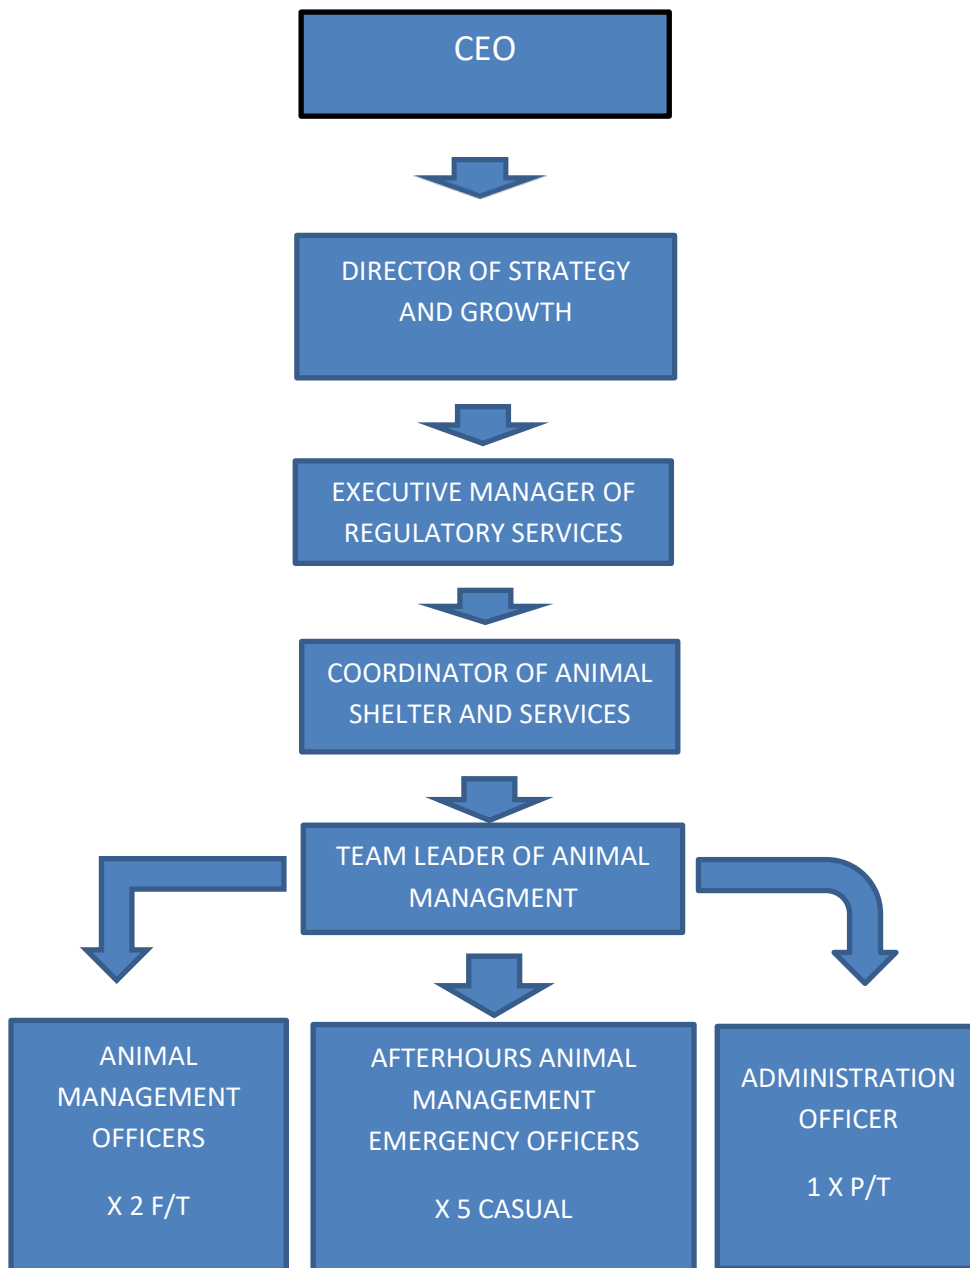 CEO
DIRECTOR OF STRATEGY
AND GROWTH
EXECUTIVE MANAGER OF
REGULATORY SERVICES
COORDINATOR OF ANIMAL
SHELTER AND SERVICES
TEAM LEADER OF ANIMAL
MANAGMENT
ANIMAL
MANAGEMENT
OFFICERS
X 2 F/T
AFTERHOURS ANIMAL
MANAGEMENT
EMERGENCY OFFICERS
X 5 CASUAL
ADMINISTRATION
OFFICER
1 X P/T